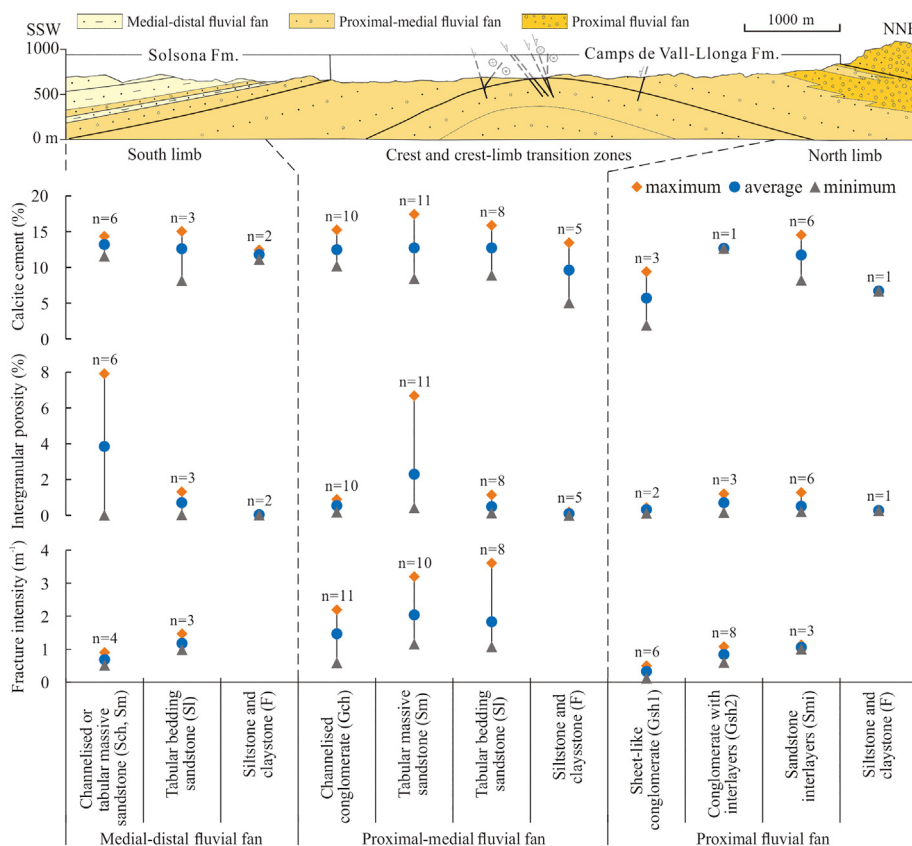 Medial-distal fluvial fan
Proximal-medial fluvial fan
Proximal fluvial fan
1000 m
SSW
NNE
1000
500
0 m
Solsona Fm.
Camps de Vall-Llonga Fm.
South limb
Crest and crest-limb transition zones
North limb
maximum
average
minimum
Calcite cement (%)
20
15
10
5
0
n=6
n=3
n=2
n=10
n=11
n=8
n=5
n=3
n=1
n=6
n=1
Intergranular porosity (%)
8
6
4
2
0
n=6
n=3
n=2
n=10
n=11
n=8
n=5
n=2
n=3
n=6
n=1
Fracture intensity (m-1)
4
3
2
1
0
n=4
n=3
n=11
n=10
n=8
n=6
n=8
n=3
Channelised or
tabular massive
sandstone (Sch, Sm)
Tabular bedding
sandstone (Sl)
Siltstone and
claystone (F)
Channelised
conglomerate (Gch)
Tabular massive
sandstone (Sm)
Tabular bedding
sandstone (Sl)
Siltstone and
claysstone (F)
Sheet-like
conglomerate (Gsh1)
Conglomerate with
interlayers (Gsh2)
Sandstone
interlayers (Smi)
Siltstone and
claystone (F)
Medial-distal fluvial fan
Proximal-medial fluvial fan
Proximal fluvial fan